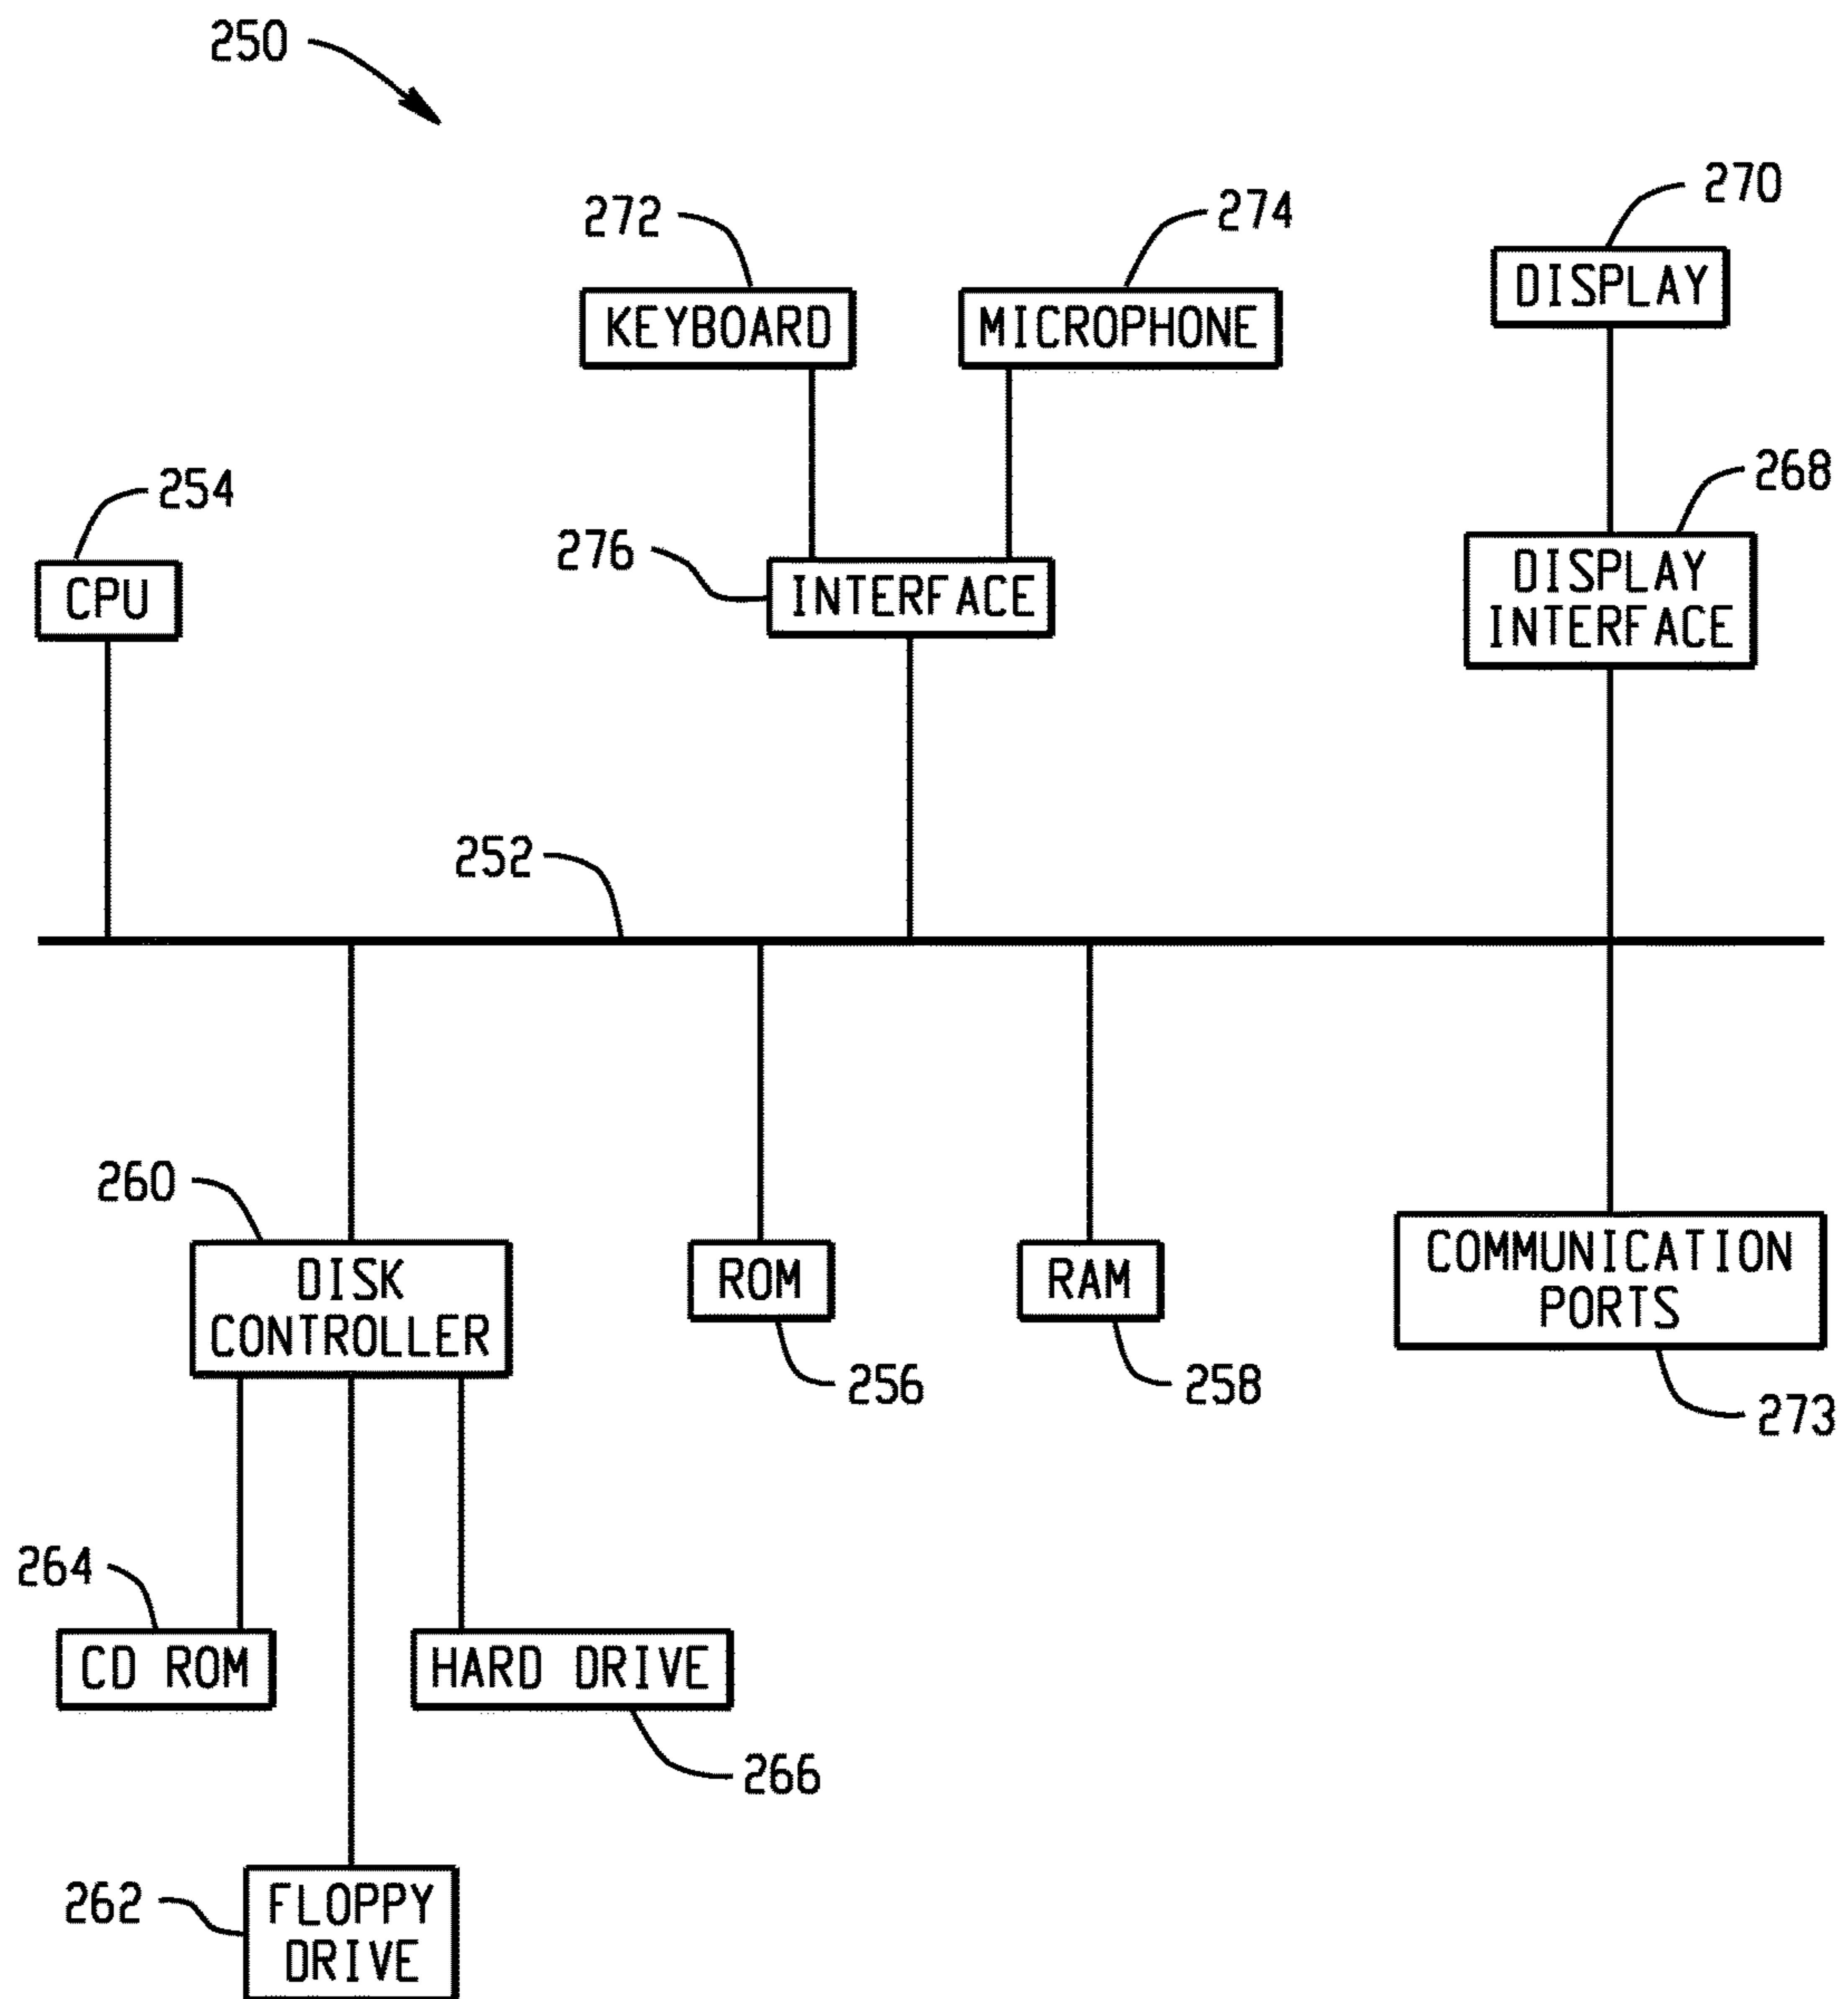 250
272
274
270
KEYBOARD
MICROPHONE
DISPLAY
254
276
268
CPU
INTERFACE
DISPLAY
INTERFACE
252
260
DISK
CONTROLLER
ROM
RAM
COMMUNICATION
PORTS
256
258
273
264
CD ROM
HARD DRIVE
266
262
FLOPPY
DRIVE